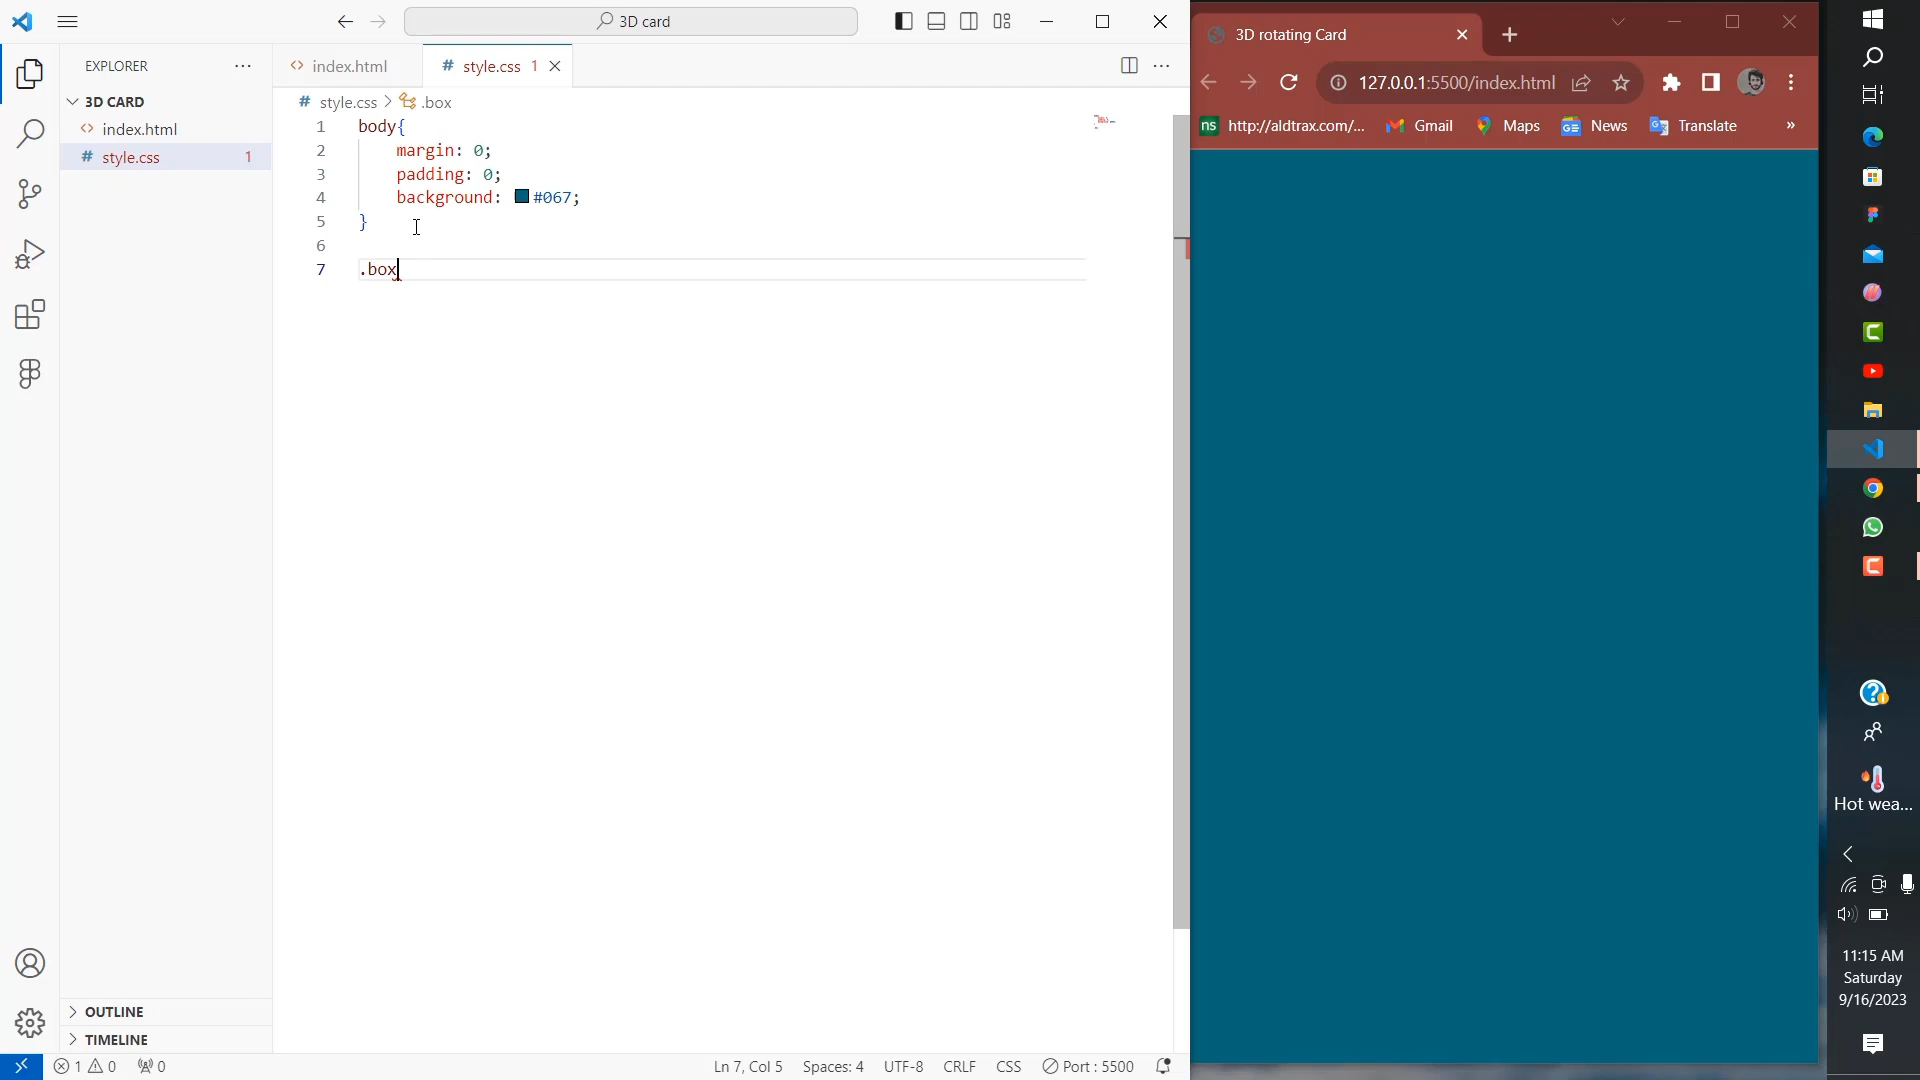 3D card
EXPLORER
3D CARD
index.html
style.css 1
index.html
style.css 1
style.css > .box
1 body{
2 margin: 0;
3 padding: 0;
4 background: #067;
5 }
6
7 .box
OUTLINE
TIMELINE
1 0 0
Ln 7, Col 5 Spaces: 4 UTF-8 CRLF CSS Port : 5500
3D rotating Card
127.0.0.1:5500/index.html
ns http://aldtrax.com/... Gmail Maps News Translate »
Hot wea...
11:15 AM
Saturday
9/16/2023